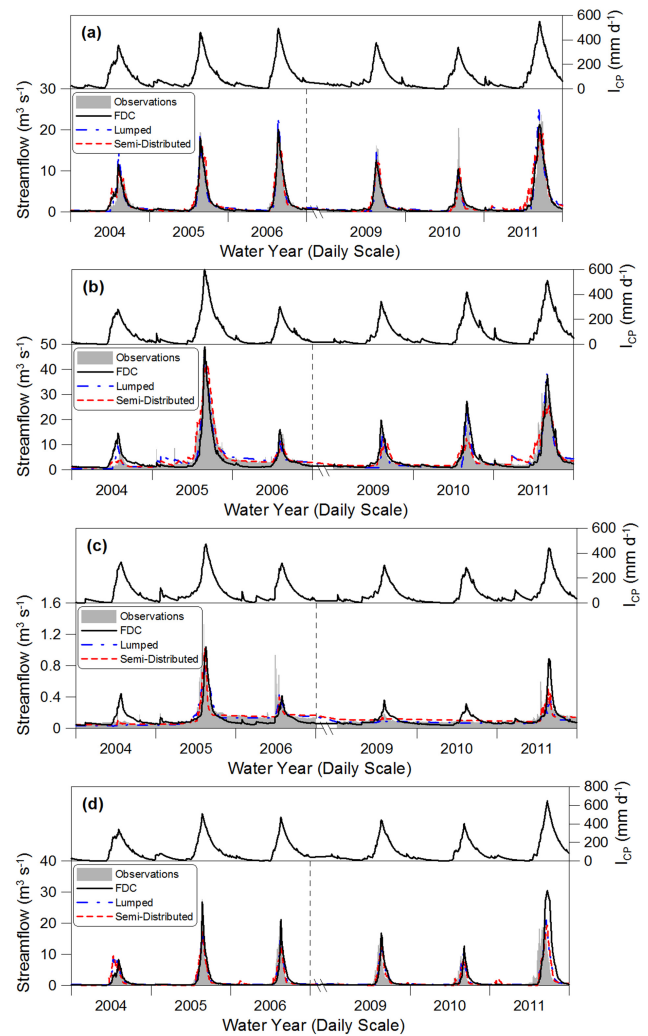 (a)
600
400
200
0
I_CP (mm d⁻¹)
30
20
10
0
Streamflow (m³ s⁻¹)
Observations
FDC
Lumped
Semi-Distributed
2004 2005 2006 2009 2010 2011
Water Year (Daily Scale)
(b)
600
400
200
0
I_CP (mm d⁻¹)
50
40
30
20
10
0
Streamflow (m³ s⁻¹)
Observations
FDC
Lumped
Semi-Distributed
2004 2005 2006 2009 2010 2011
Water Year (Daily Scale)
(c)
600
400
200
0
I_CP (mm d⁻¹)
1.6
1.2
0.8
0.4
0
Streamflow (m³ s⁻¹)
Observations
FDC
Lumped
Semi-Distributed
2004 2005 2006 2009 2010 2011
Water Year (Daily Scale)
(d)
800
600
400
200
0
I_CP (mm d⁻¹)
40
30
20
10
0
Streamflow (m³ s⁻¹)
Observations
FDC
Lumped
Semi-Distributed
2004 2005 2006 2009 2010 2011
Water Year (Daily Scale)